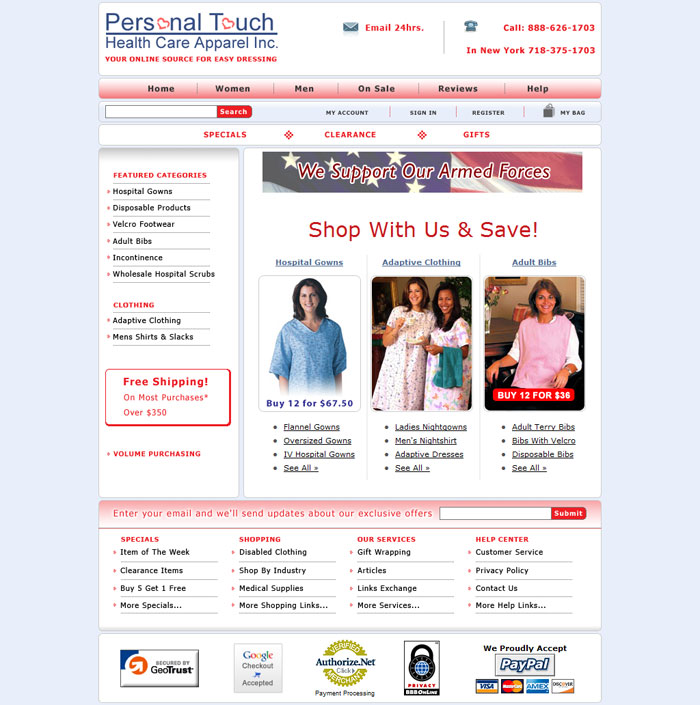 Personal Touch
Health Care Apparel Inc.
YOUR ONLINE SOURCE FOR EASY DRESSING
Email 24hrs.
Call: 888-626-1703
In New York 718-375-1703
Home Women Men On Sale Reviews Help
Search
MY ACCOUNT SIGN IN REGISTER MY BAG
SPECIALS CLEARANCE GIFTS
FEATURED CATEGORIES
Hospital Gowns
Disposable Products
Velcro Footwear
Adult Bibs
Incontinence
Wholesale Hospital Scrubs
CLOTHING
Adaptive Clothing
Mens Shirts & Slacks
Free Shipping!
On Most Purchases*
Over $350
VOLUME PURCHASING
We Support Our Armed Forces
Shop With Us & Save!
Hospital Gowns
Buy 12 for $67.50
Flannel Gowns
Oversized Gowns
IV Hospital Gowns
See All »
Adaptive Clothing
Ladies Nightgowns
Men's Nightshirt
Adaptive Dresses
See All »
Adult Bibs
BUY 12 FOR $36
Adult Terry Bibs
Bibs With Velcro
Disposable Bibs
See All »
Enter your email and we'll send updates about our exclusive offers
Submit
SPECIALS
Item of The Week
Clearance Items
Buy 5 Get 1 Free
More Specials...
SHOPPING
Disabled Clothing
Shop By Industry
Medical Supplies
More Shopping Links...
OUR SERVICES
Gift Wrapping
Articles
Links Exchange
More Services...
HELP CENTER
Customer Service
Privacy Policy
Contact Us
More Help Links...
SECURED BY
GeoTrust
Google
Checkout
Accepted
VERIFIED
Authorize.Net
Click
MERCHANT
Payment Processing
PRIVACY
BBBOnLine
We Proudly Accept
PayPal
VISA
AMEX
DISCOVER